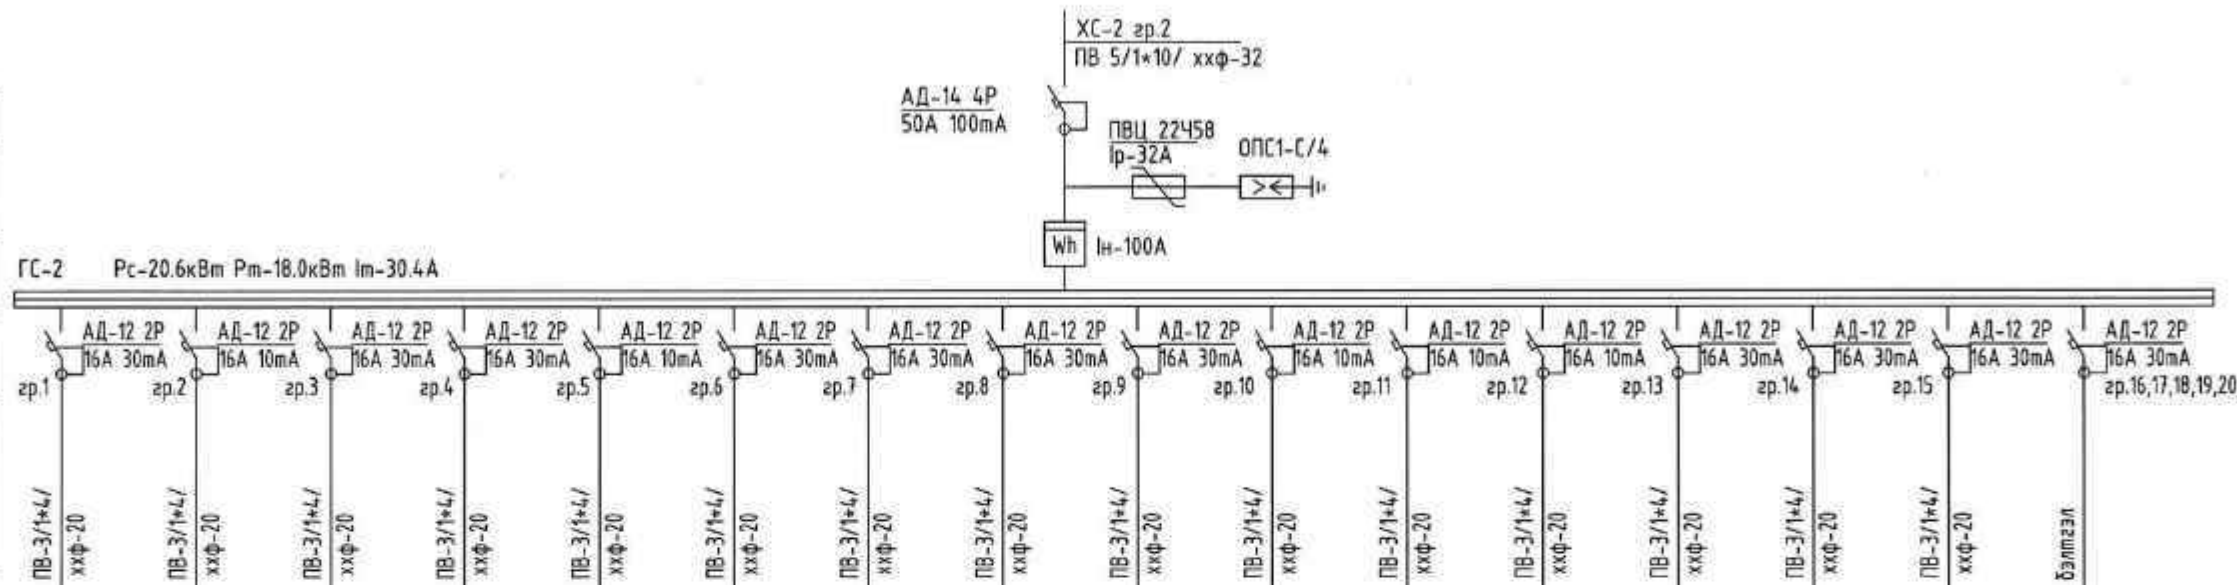 ХС-2 гр.2
ПВ 5/1*10/ ххф-32
АД-14 4Р
50А 100mA
ПВЦ 22Ч58
Iр-32А
ОПС1-С/4
Wh
Iн-100А
ГС-2 Рс-20.6кВт Рт-18.0кВт Iт-30.4А
АД-12 2Р
16А 30mA
гр.1
АД-12 2Р
16А 10mA
гр.2
АД-12 2Р
16А 30mA
гр.3
АД-12 2Р
16А 30mA
гр.4
АД-12 2Р
16А 10mA
гр.5
АД-12 2Р
16А 30mA
гр.6
АД-12 2Р
16А 30mA
гр.7
АД-12 2Р
16А 30mA
гр.8
АД-12 2Р
16А 30mA
гр.9
АД-12 2Р
16А 10mA
гр.10
АД-12 2Р
16А 10mA
гр.11
АД-12 2Р
16А 10mA
гр.12
АД-12 2Р
16А 30mA
гр.13
АД-12 2Р
16А 30mA
гр.14
АД-12 2Р
16А 30mA
гр.15
АД-12 2Р
16А 30mA
гр.16,17,18,19,20
ПВ-3/1*4/
ххф-20
ПВ-3/1*4/
ххф-20
ПВ-3/1*4/
ххф-20
ПВ-3/1*4/
ххф-20
ПВ-3/1*4/
ххф-20
ПВ-3/1*4/
ххф-20
ПВ-3/1*4/
ххф-20
ПВ-3/1*4/
ххф-20
ПВ-3/1*4/
ххф-20
ПВ-3/1*4/
ххф-20
ПВ-3/1*4/
ххф-20
ПВ-3/1*4/
ххф-20
ПВ-3/1*4/
ххф-20
ПВ-3/1*4/
ххф-20
ПВ-3/1*4/
ххф-20
бэлтгэл